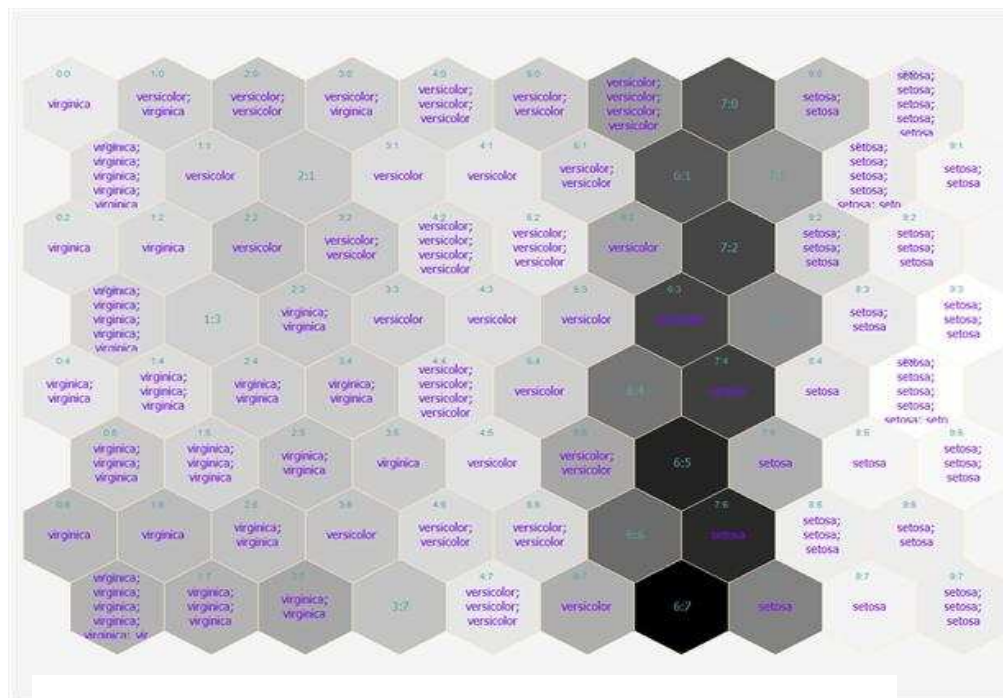 0:0
virginica
1:0
versicolor;
virginica
2:0
versicolor;
versicolor
3:0
versicolor;
virginica
4:0
versicolor;
versicolor;
versicolor
5:0
versicolor;
versicolor
versicolor;
versicolor;
versicolor;
versicolor
7:0
setosa;
setosa
setosa;
setosa;
setosa;
setosa;
setosa
virginica;
virginica;
virginica;
virginica;
virginica
1:1
versicolor
2:1
3:1
versicolor
4:1
versicolor
5:1
versicolor;
versicolor
6:1
setosa;
setosa;
setosa;
setosa;
setosa; seto
9:1
setosa;
setosa
0:2
virginica
1:2
virginica
2:2
versicolor
3:2
versicolor;
versicolor
4:2
versicolor;
versicolor;
versicolor;
versicolor
5:2
versicolor;
versicolor;
versicolor
versicolor
7:2
8:2
setosa;
setosa;
setosa
9:2
setosa;
setosa;
setosa
virginica;
virginica;
virginica;
virginica;
virginica
1:3
2:3
virginica;
virginica
3:3
versicolor
4:3
versicolor
5:3
versicolor
6:3
8:3
setosa;
setosa
9:3
setosa;
setosa;
setosa
0:4
virginica;
virginica
1:4
virginica;
virginica;
virginica
2:4
virginica;
virginica
3:4
virginica;
virginica
4:4
versicolor;
versicolor;
versicolor;
versicolor
5:4
versicolor
7:4
8:4
setosa
setosa;
setosa;
setosa;
setosa;
setosa; seto
0:5
virginica;
virginica;
virginica
1:5
virginica;
virginica;
virginica
2:5
virginica;
virginica
3:5
virginica
4:5
versicolor
versicolor;
versicolor
6:5
setosa
8:5
setosa
9:5
setosa;
setosa;
setosa
0:6
virginica
virginica
2:6
virginica;
virginica
3:6
versicolor
4:6
versicolor;
versicolor
5:6
versicolor;
versicolor
7:6
setosa
8:6
setosa;
setosa;
setosa
9:6
setosa;
setosa
virginica;
virginica;
virginica;
virginica;
virginica; vir
1:7
virginica;
virginica;
virginica
virginica;
virginica
3:7
4:7
versicolor;
versicolor;
versicolor
versicolor
6:7
setosa
8:7
setosa
9:7
setosa;
setosa;
setosa